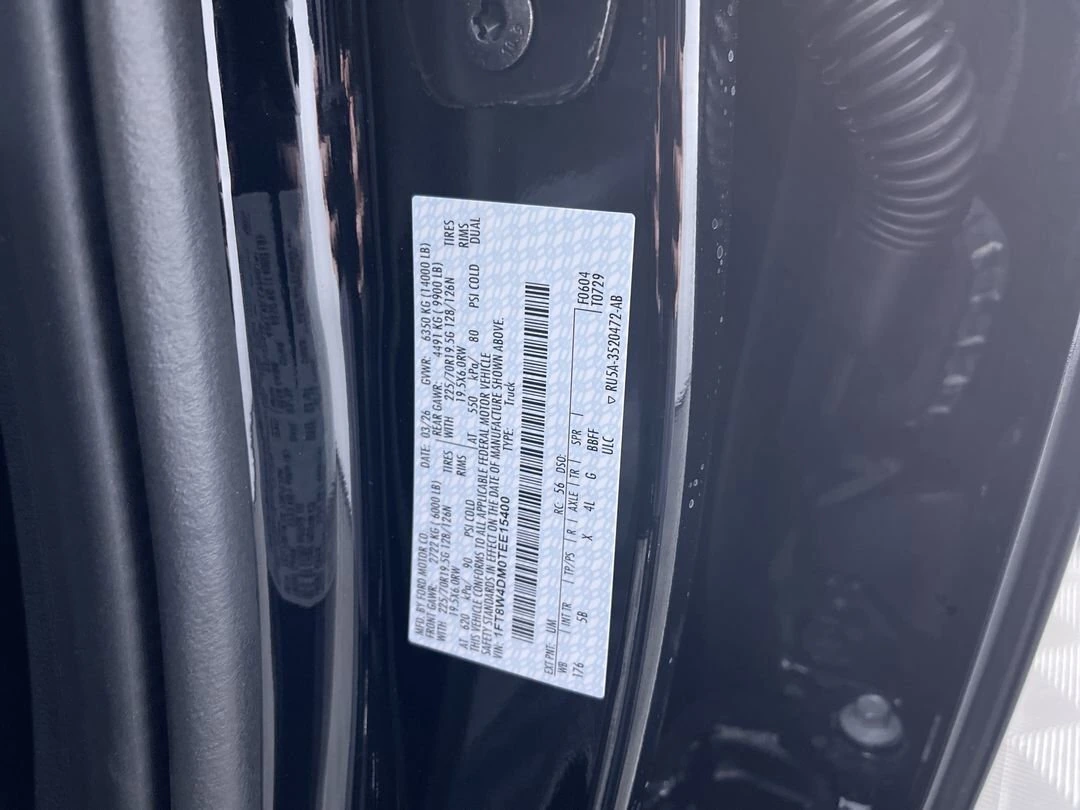 MFD. BY FORD MOTOR CO.
DATE: 03/26 GVWR: 6350 KG (14000 LB)
FRONT GAWR: 2722 KG (6000 LB)
REAR GAWR: 4491 KG (9900 LB)
WITH 225/70R19.5G 128/126N TIRES
WITH 225/70R19.5G 128/126N TIRES
19.5X6.0RW RIMS
19.5X6.0RW RIMS
AT 620 kPa/ 90 PSI COLD
AT 550 kPa/ 80 PSI COLD DUAL
THIS VEHICLE CONFORMS TO ALL APPLICABLE FEDERAL MOTOR VEHICLE
SAFETY STANDARDS IN EFFECT ON THE DATE OF MANUFACTURE SHOWN ABOVE.
VIN: 1FT8W4DM0TEE15400
TYPE: Truck
EXT PNT: UM RC: 56 DSO: F0604
WB INT TR TP/PS R AXLE TR SPR T0729
176 5B X 4L G BBFF
ULC
RU5A-3520472-AB
10.9